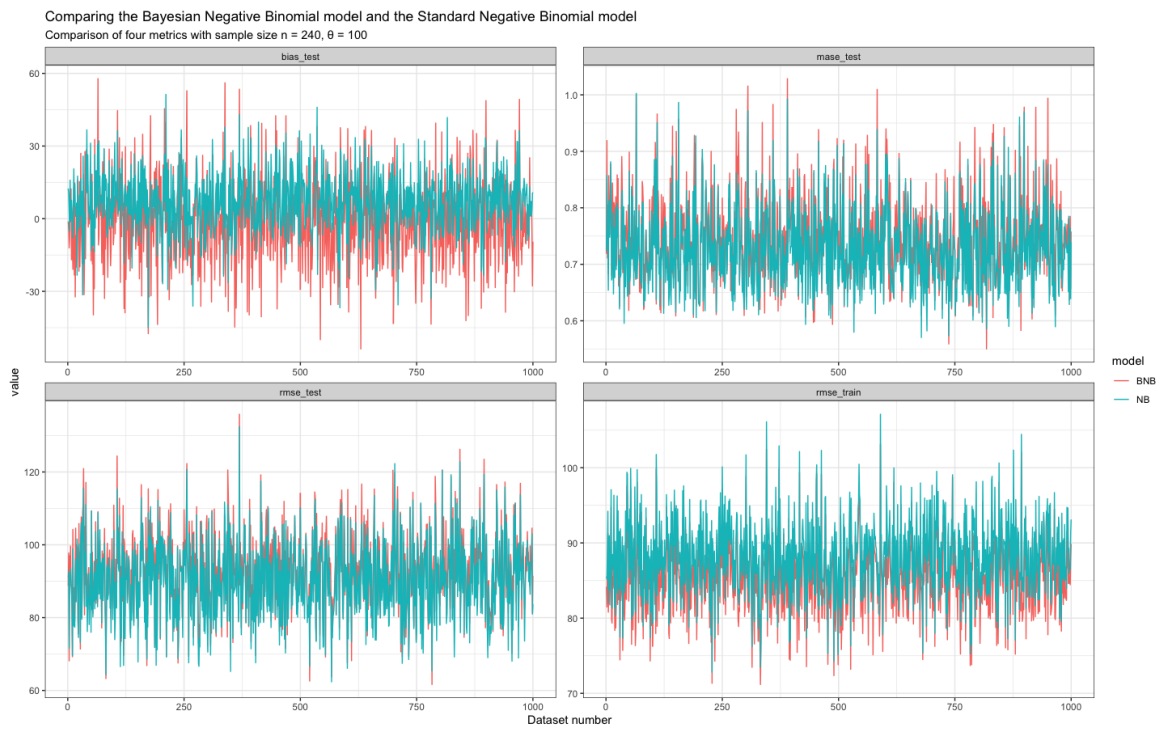 Comparing the Bayesian Negative Binomial model and the Standard Negative Binomial model
Comparison of four metrics with sample size n = 240, θ = 100
bias_test
mase_test
60
30
0
-30
1.0
0.9
0.8
0.7
0.6
0 250 500 750 1000
0 250 500 750 1000
rmse_test
rmse_train
120
100
80
60
100
90
80
70
0 250 500 750 1000
0 250 500 750 1000
value
Dataset number
model
BNB
NB